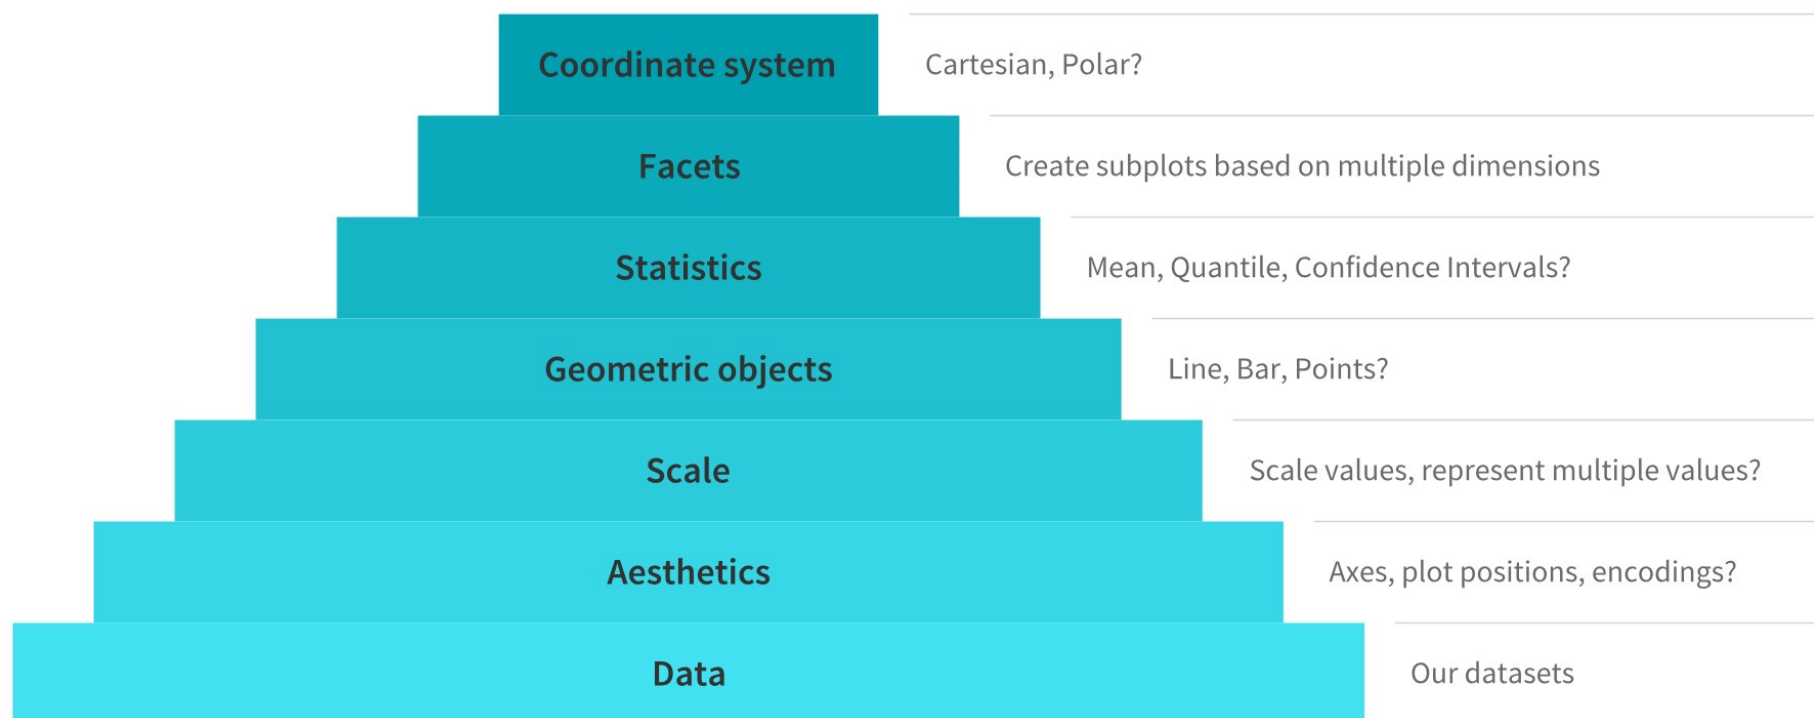 Coordinate system
Cartesian, Polar?
Facets
Create subplots based on multiple dimensions
Statistics
Mean, Quantile, Confidence Intervals?
Geometric objects
Line, Bar, Points?
Scale
Scale values, represent multiple values?
Aesthetics
Axes, plot positions, encodings?
Data
Our datasets